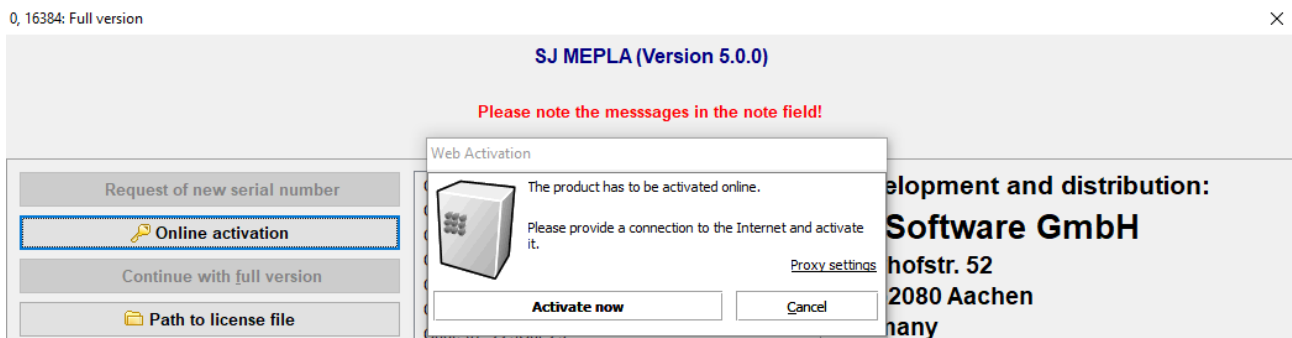 0, 16384: Full version
SJ MEPLA (Version 5.0.0)
Please note the messsages in the note field!
Web Activation
The product has to be activated online.
Please provide a connection to the Internet and activate
it.
Proxy settings
Activate now
Cancel
Request of new serial number
Online activation
Continue with full version
Path to license file
elopment and distribution:
Software GmbH
hofstr. 52
2080 Aachen
many